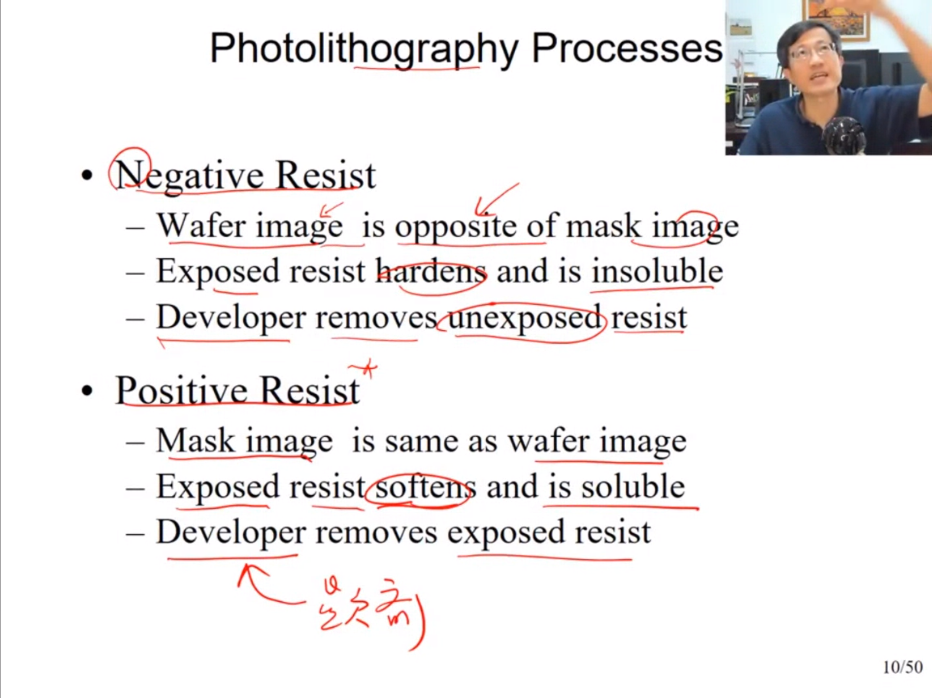 Photolithography Processes
• Negative Resist
– Wafer image is opposite of mask image
– Exposed resist hardens and is insoluble
– Developer removes unexposed resist
• Positive Resist*
– Mask image is same as wafer image
– Exposed resist softens and is soluble
– Developer removes exposed resist
10/50